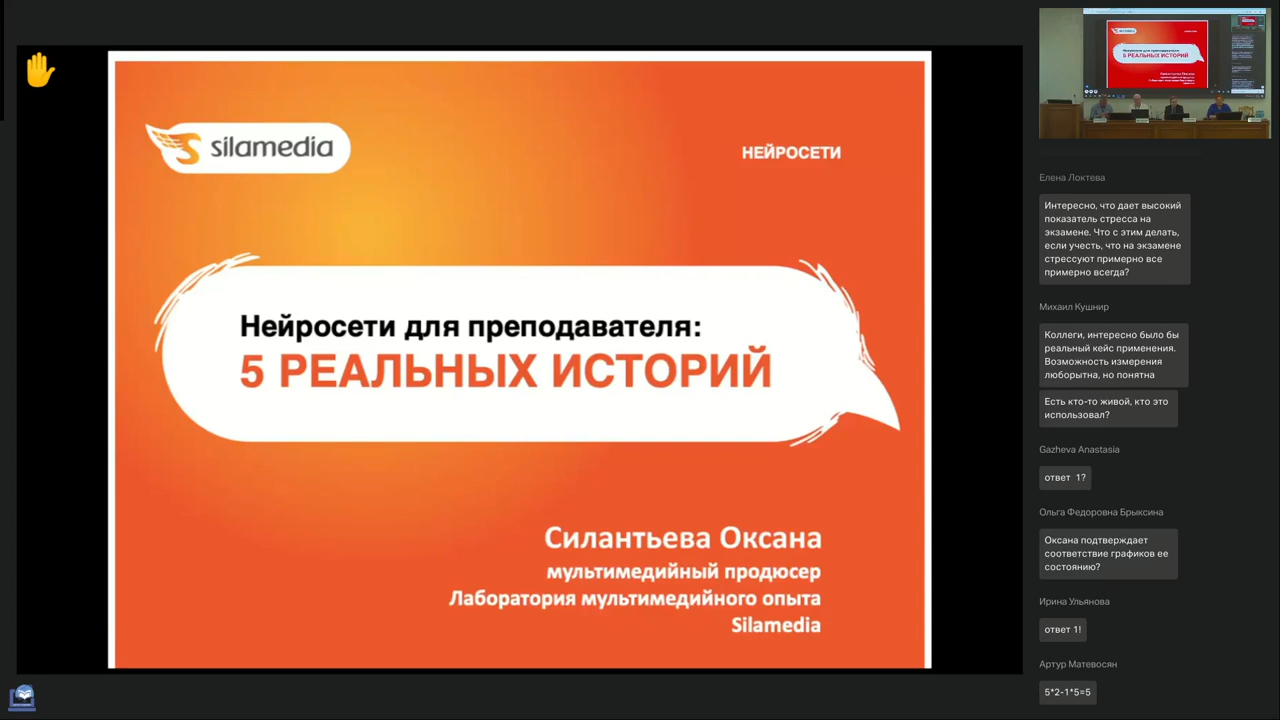 silamedia
НЕЙРОСЕТИ
Нейросети для преподавателя:
5 РЕАЛЬНЫХ ИСТОРИЙ
Силантьева Оксана
мультимедийный продюсер
Лаборатория мультимедийного опыта
Silamedia
5 РЕАЛЬНЫХ ИСТОРИЙ
Елена Локтева
Интересно, что дает высокий
показатель стресса на
экзамене. Что с этим делать,
если учесть, что на экзамене
стрессуют примерно все
примерно всегда?
Михаил Кушнир
Коллеги, интересно было бы
реальный кейс применения.
Возможность измерения
люборытна, но понятна
Есть кто-то живой, кто это
использовал?
Gazheva Anastasia
ответ 1?
Ольга Федоровна Брыксина
Оксана подтверждает
соответствие графиков ее
состоянию?
Ирина Ульянова
ответ 1!
Артур Матевосян
5*2-1*5=5